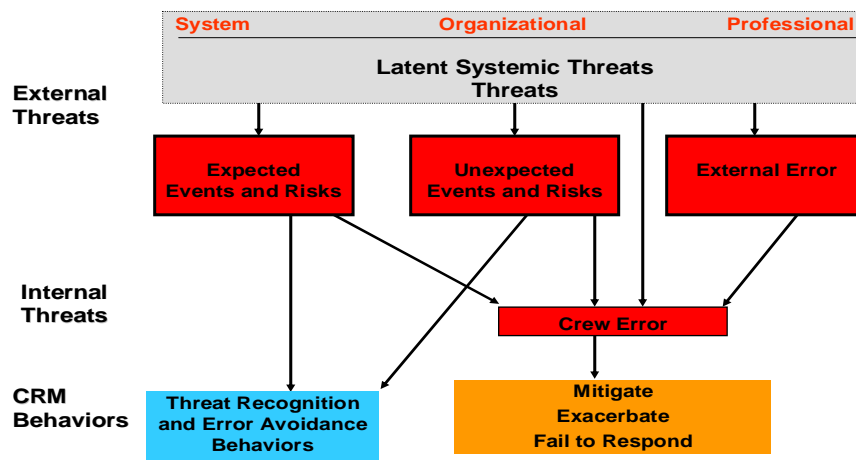 System Organizational Professional
Latent Systemic Threats
Threats
External
Threats
Expected
Events and Risks
Unexpected
Events and Risks
External Error
Internal
Threats
Crew Error
CRM
Behaviors
Threat Recognition
and Error Avoidance
Behaviors
Mitigate
Exacerbate
Fail to Respond